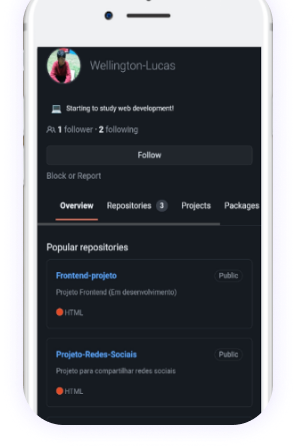 Wellington-Lucas
Starting to study web development!
1 follower · 2 following
Follow
Block or Report
Overview Repositories 3 Projects Packages
Popular repositories
Frontend-projeto Public
Projeto Frontend (Em desenvolvimento)
HTML
Projeto-Redes-Sociais Public
Projeto para compartilhar redes sociais
HTML